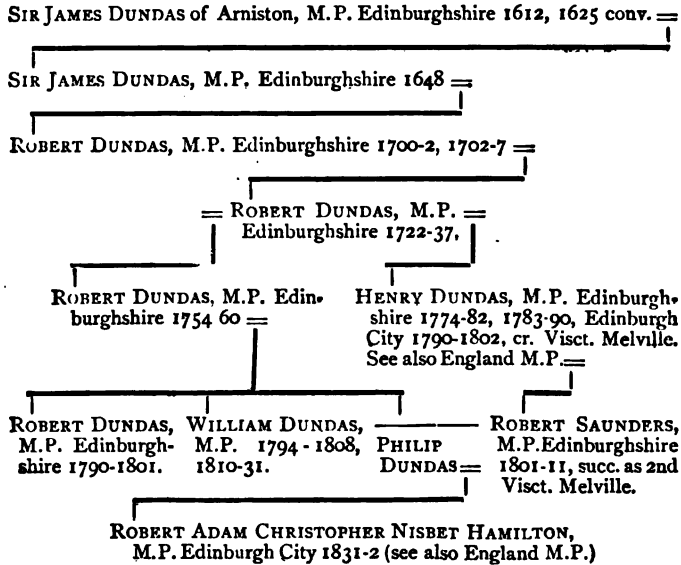 SIR JAMES DUNDAS of Arniston, M.P. Edinburghshire 1612, 1625 conv. =
SIR JAMES DUNDAS, M.P. Edinburghshire 1648 =
ROBERT DUNDAS, M.P. Edinburghshire 1700-2, 1702-7 =
= ROBERT DUNDAS, M.P. =
Edinburghshire 1722-37.
ROBERT DUNDAS, M.P. Edin-
burghshire 1754 60 =
HENRY DUNDAS, M.P. Edinburgh-
shire 1774-82, 1783-90, Edinburgh
City 1790-1802, cr. Visct. Melville.
See also England M.P. =
ROBERT DUNDAS,
M.P. Edinburgh-
shire 1790-1801.
WILLIAM DUNDAS,
M.P. 1794-1808,
1810-31.
PHILIP
DUNDAS =
ROBERT SAUNDERS,
M.P. Edinburghshire
1801-11, succ. as 2nd
Visct. Melville.
ROBERT ADAM CHRISTOPHER NISBET HAMILTON,
M.P. Edinburgh City 1831-2 (see also England M.P.)